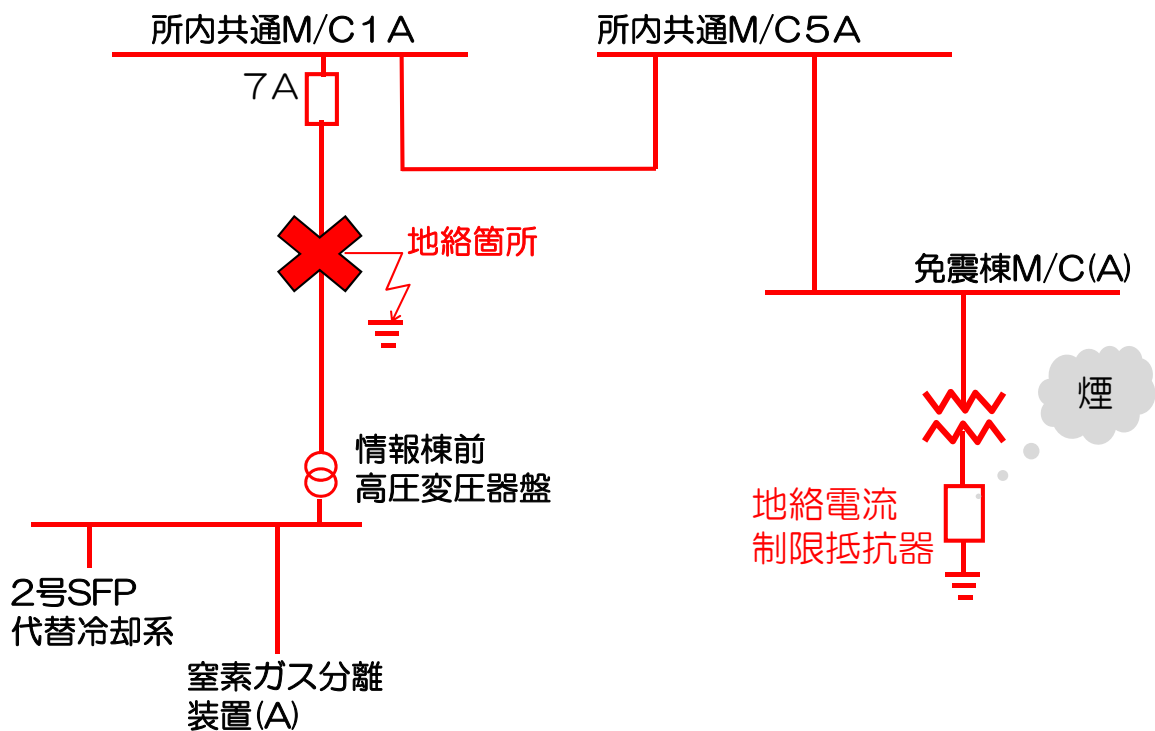 所内共通M/C1A
所内共通M/C5A
7A
地絡箇所
免震棟M/C(A)
煙
情報棟前
高圧変圧器盤
地絡電流
制限抵抗器
2号SFP
代替冷却系
窒素ガス分離
装置(A)